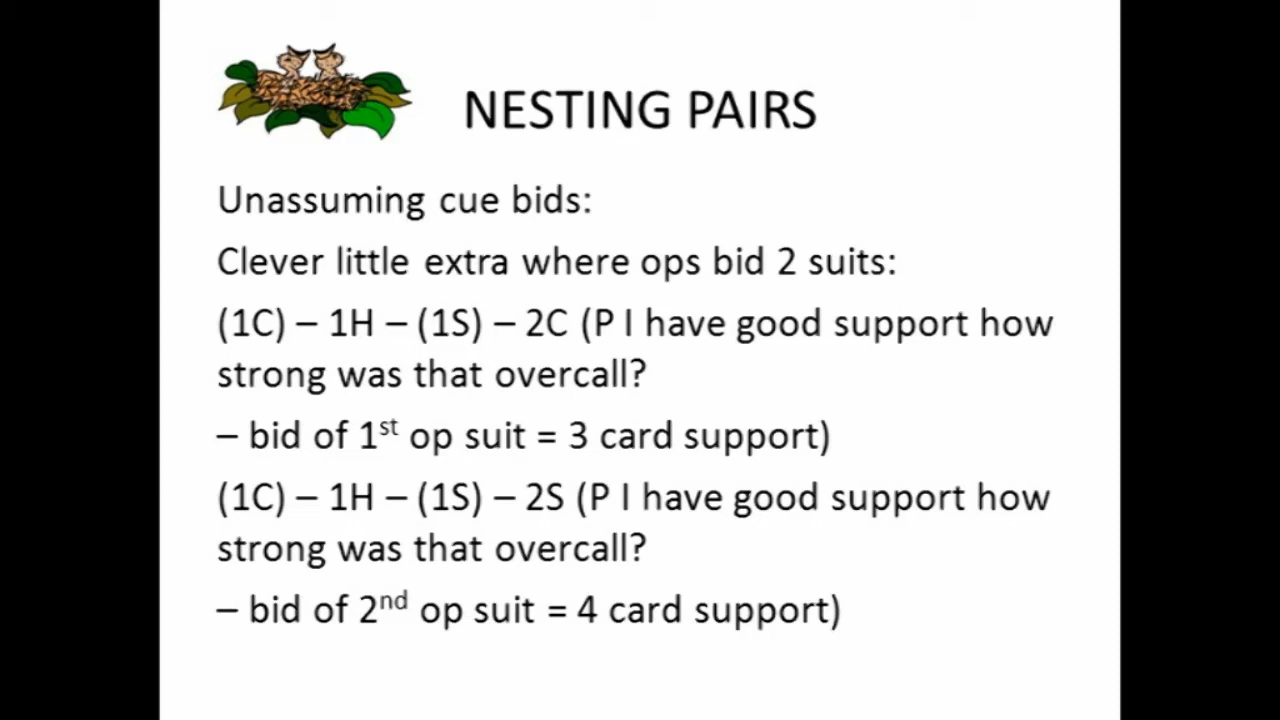 NESTING PAIRS
Unassuming cue bids:
Clever little extra where ops bid 2 suits:
(1C) – 1H – (1S) – 2C (P I have good support how
strong was that overcall?
– bid of 1st op suit = 3 card support)
(1C) – 1H – (1S) – 2S (P I have good support how
strong was that overcall?
– bid of 2nd op suit = 4 card support)